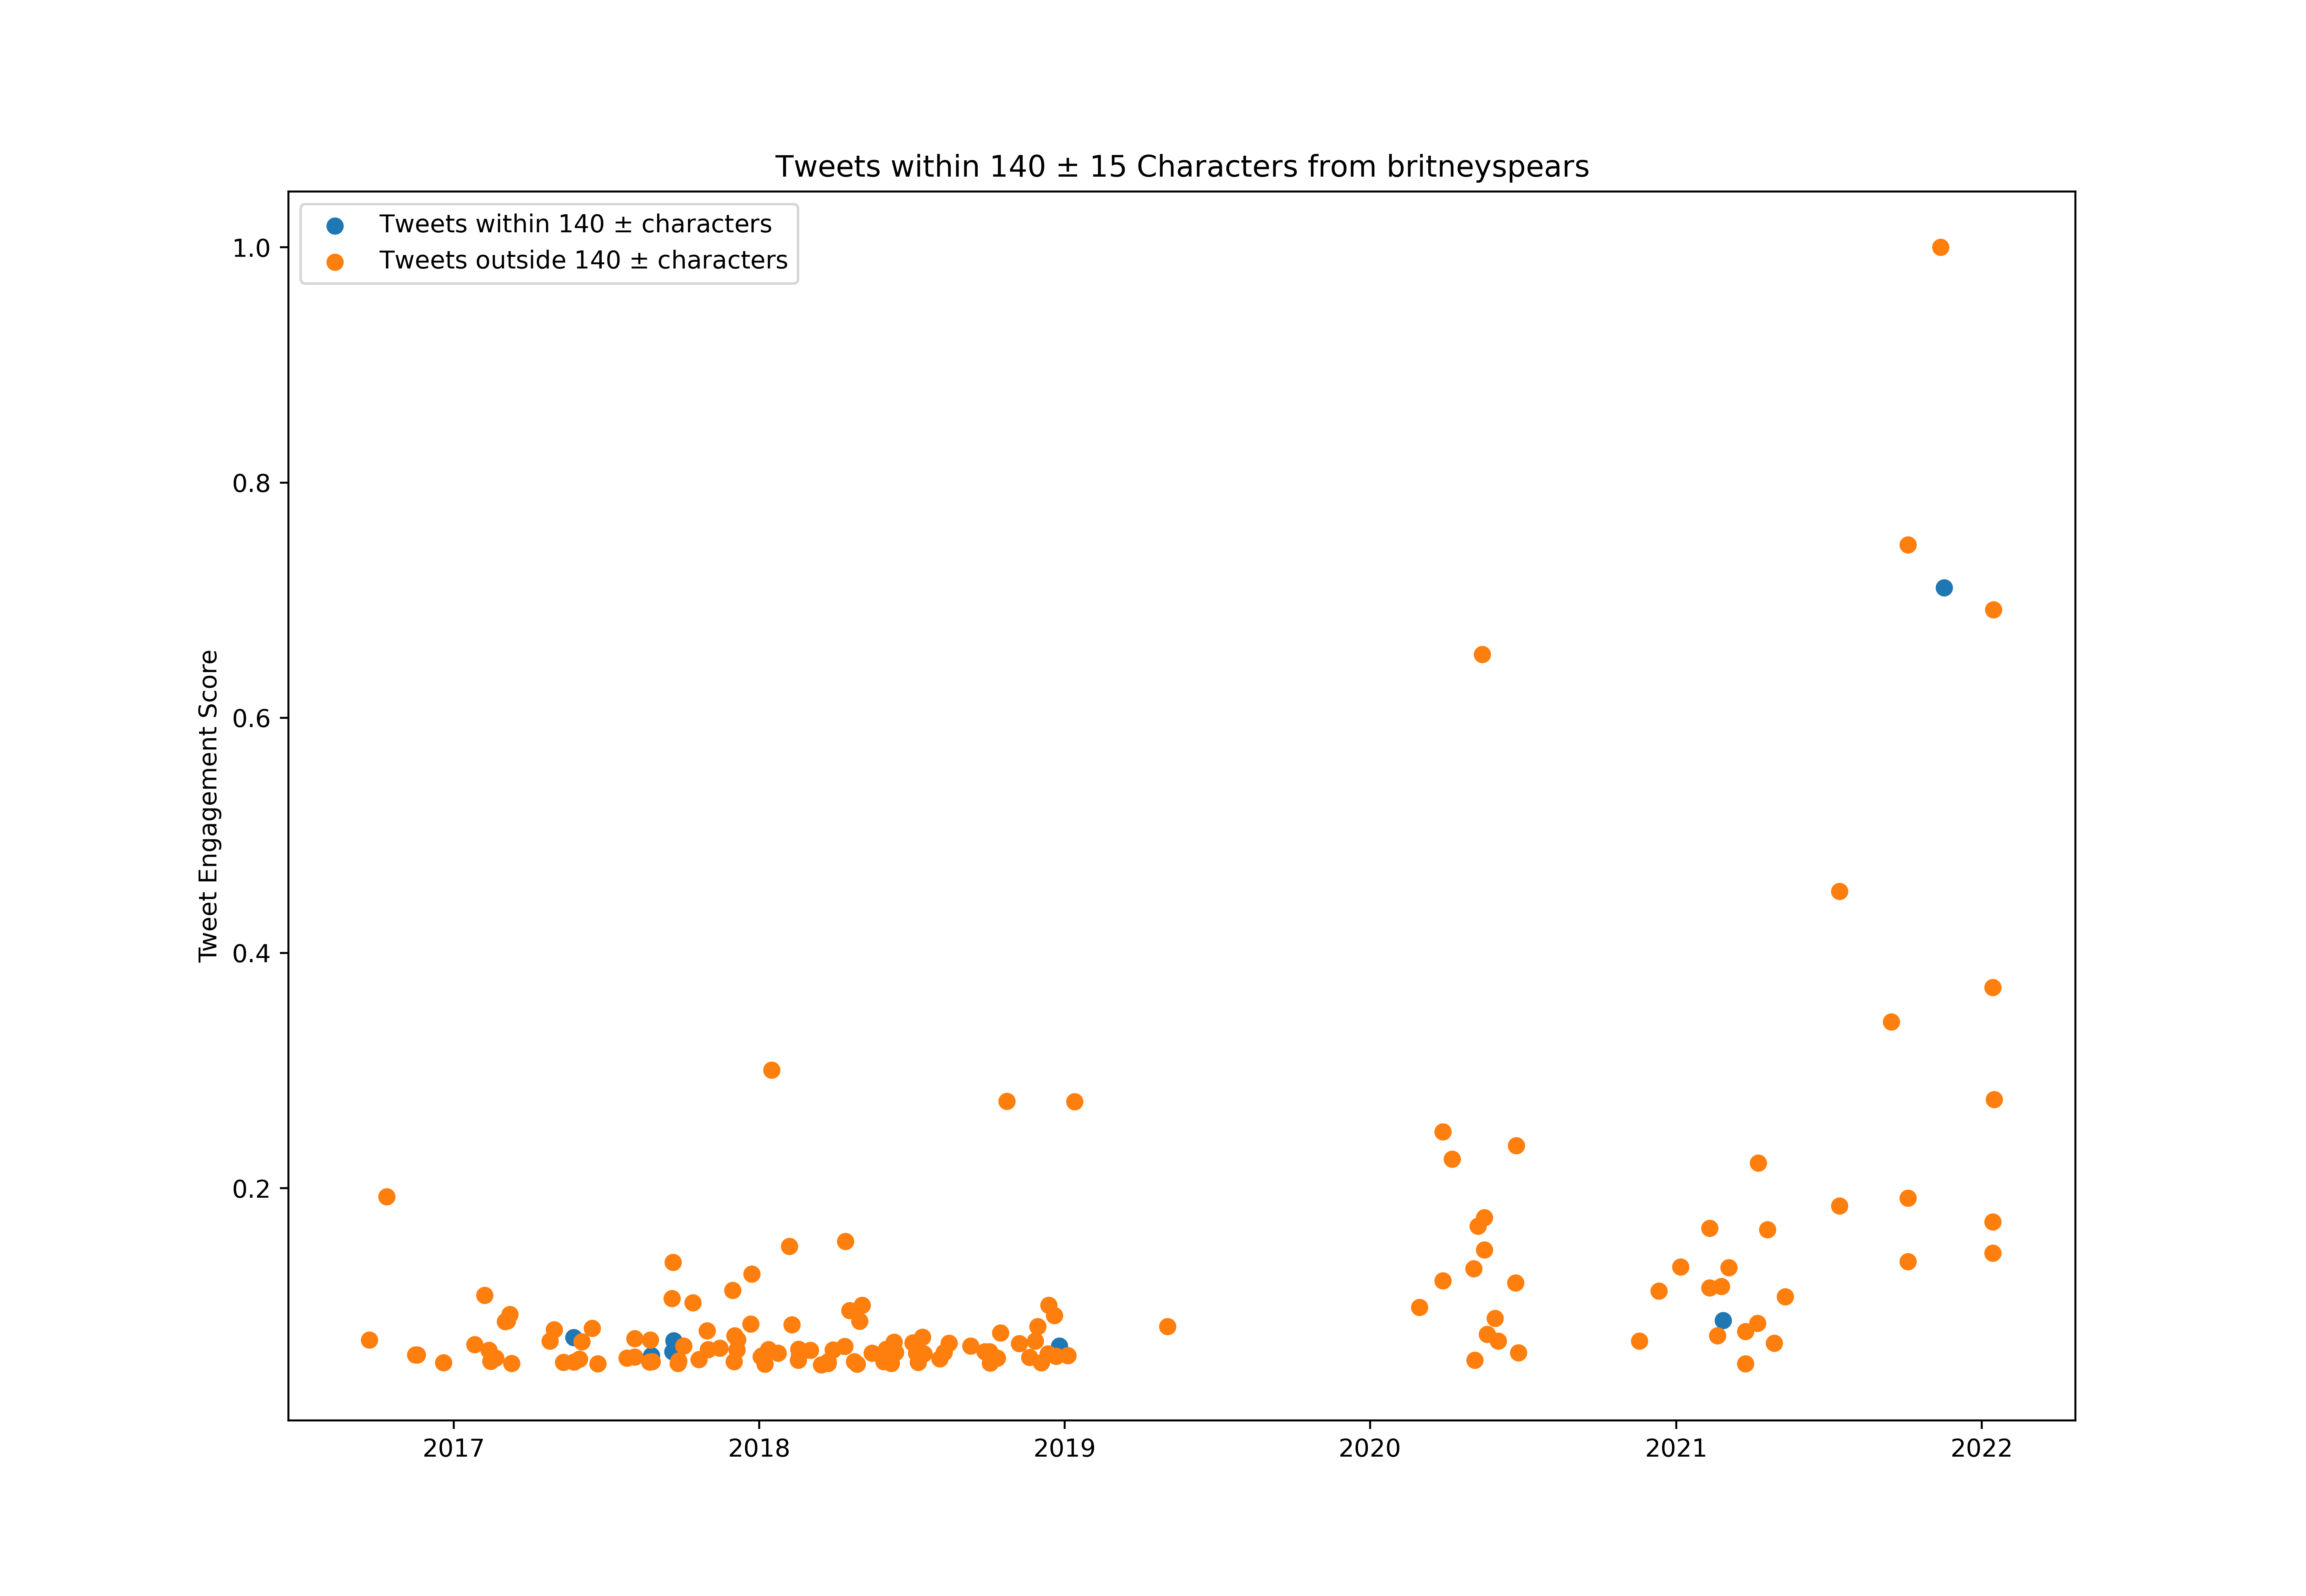 Tweets within 140 ± 15 Characters from britneyspears
Tweets within 140 ± characters
Tweets outside 140 ± characters
Tweet Engagement Score
1.0
0.8
0.6
0.4
0.2
2017 2018 2019 2020 2021 2022